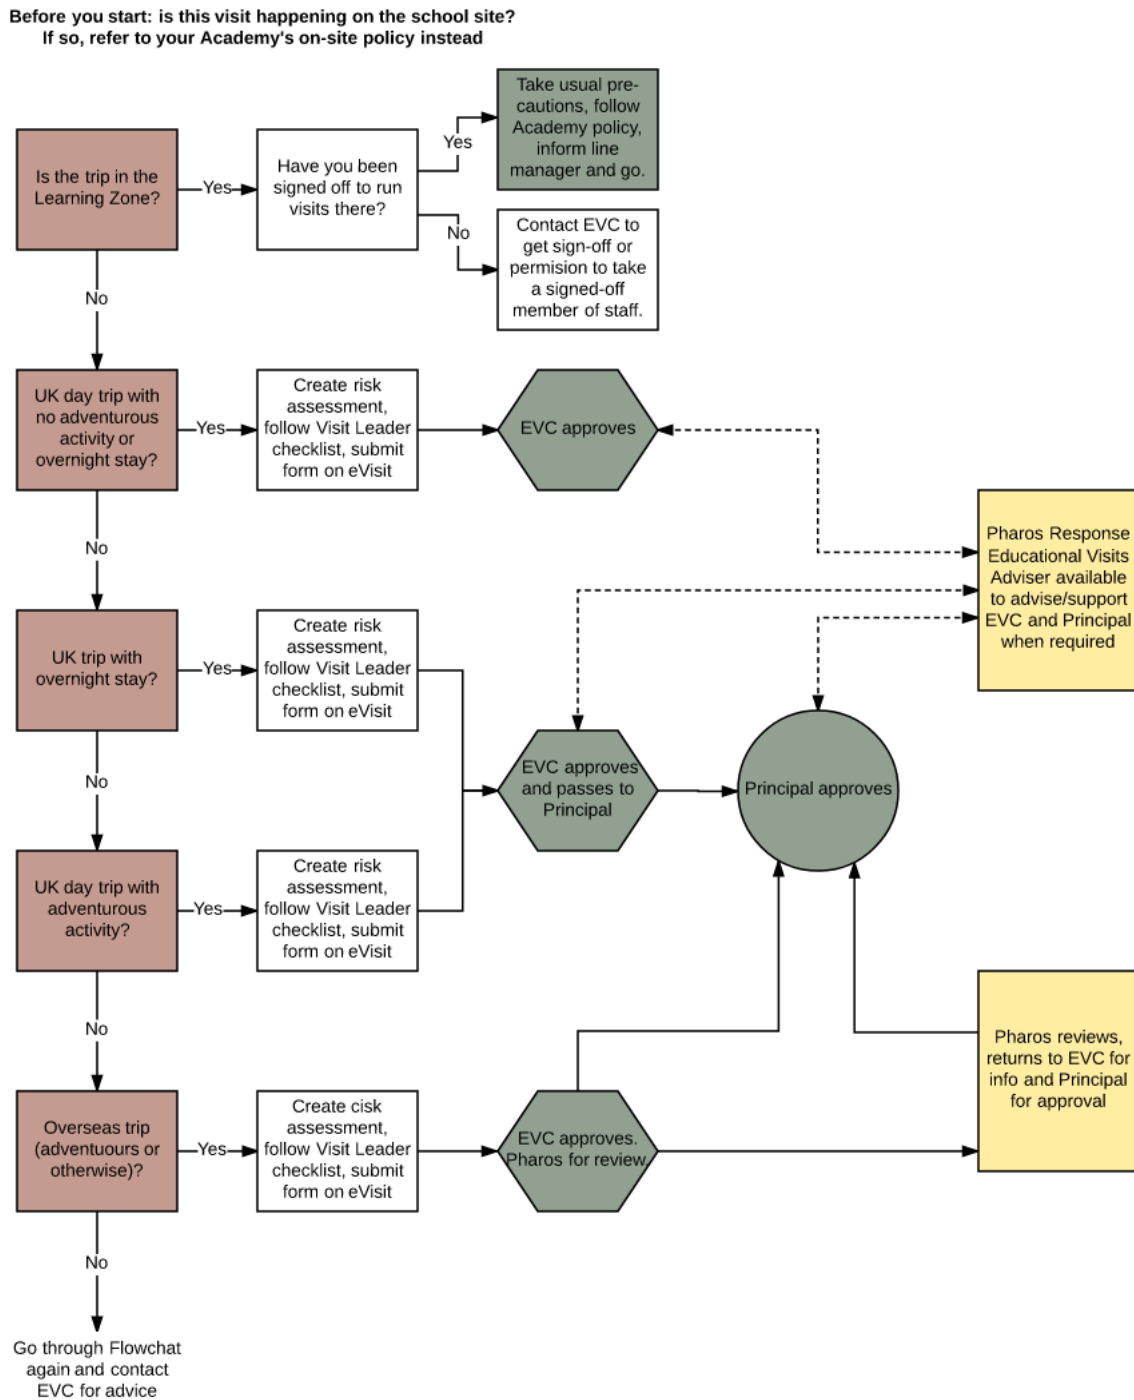 Before you start: is this visit happening on the school site?
If so, refer to your Academy's on-site policy instead
Take usual pre-
cautions, follow
Academy policy,
inform line
manager and go.
Is the trip in the
Learning Zone?
Yes
Have you been
signed off to run
visits there?
Yes
No
Contact EVC to
get sign-off or
permision to take
a signed-off
member of staff.
No
UK day trip with
no adventurous
activity or
overnight stay?
Yes
Create risk
assessment,
follow Visit Leader
checklist, submit
form on eVisit
EVC approves
Pharos Response
Educational Visits
Adviser available
to advise/support
EVC and Principal
when required
No
UK trip with
overnight stay?
Yes
Create risk
assessment,
follow Visit Leader
checklist, submit
form on eVisit
EVC approves
and passes to
Principal
Principal approves
No
UK day trip with
adventurous
activity?
Yes
Create risk
assessment,
follow Visit Leader
checklist, submit
form on eVisit
No
Pharos reviews,
returns to EVC for
info and Principal
for approval
Overseas trip
(adventuours or
otherwise)?
Yes
Create cisk
assessment,
follow Visit Leader
checklist, submit
form on eVisit
EVC approves.
Pharos for review.
No
Go through Flowchat
again and contact
EVC for advice